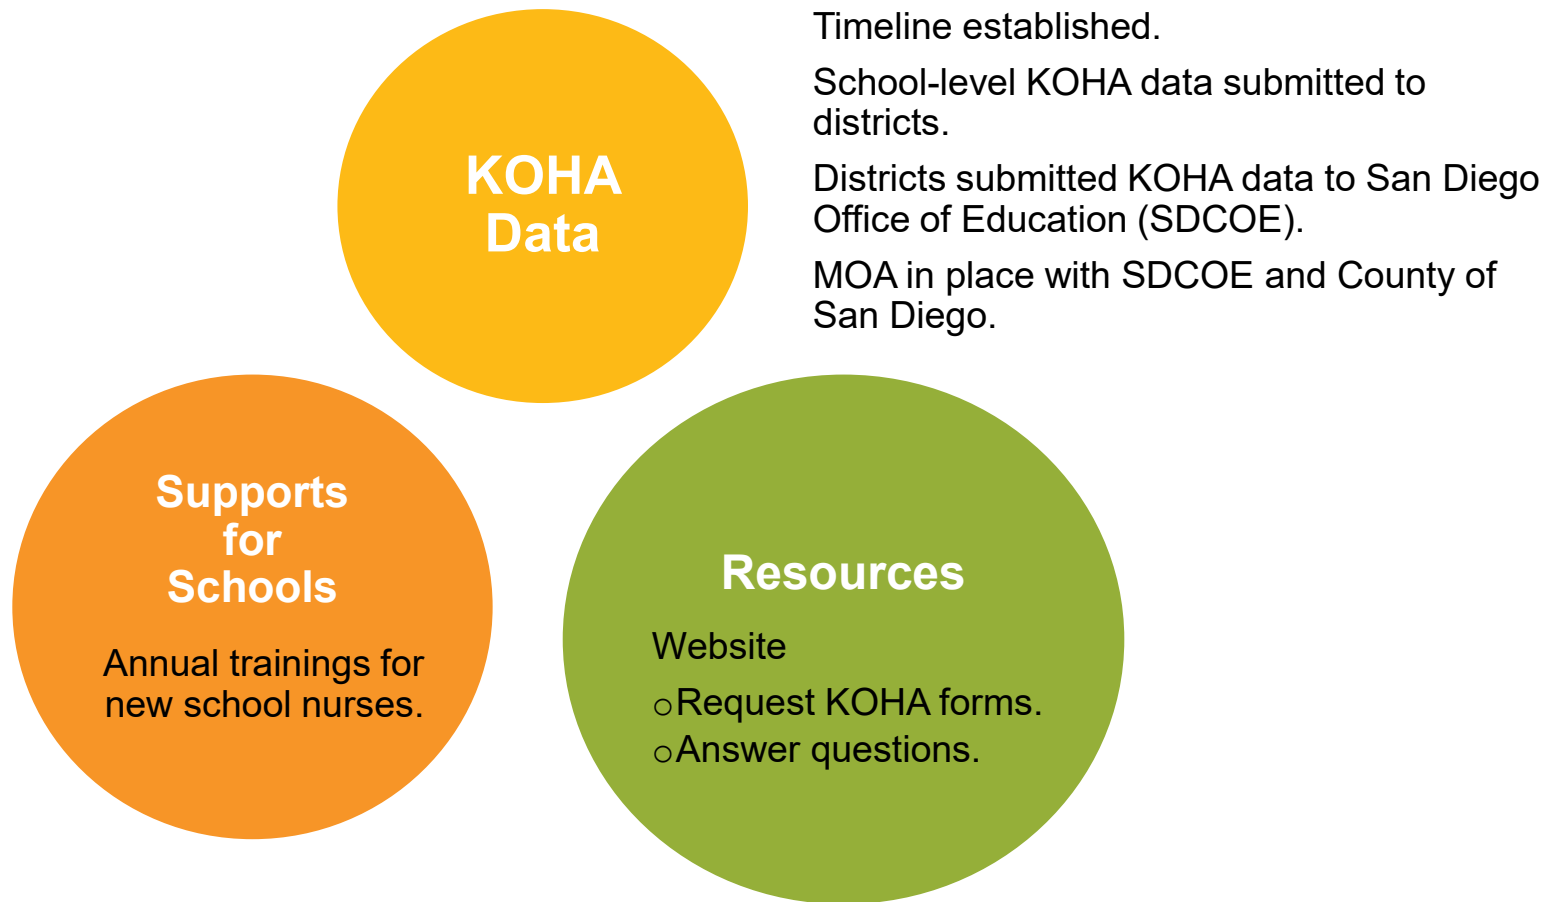 KOHA
Data
Timeline established.
School-level KOHA data submitted to
districts.
Districts submitted KOHA data to San Diego
Office of Education (SDCOE).
MOA in place with SDCOE and County of
San Diego.
Supports
for
Schools
Annual trainings for
new school nurses.
Resources
Website
oRequest KOHA forms.
oAnswer questions.